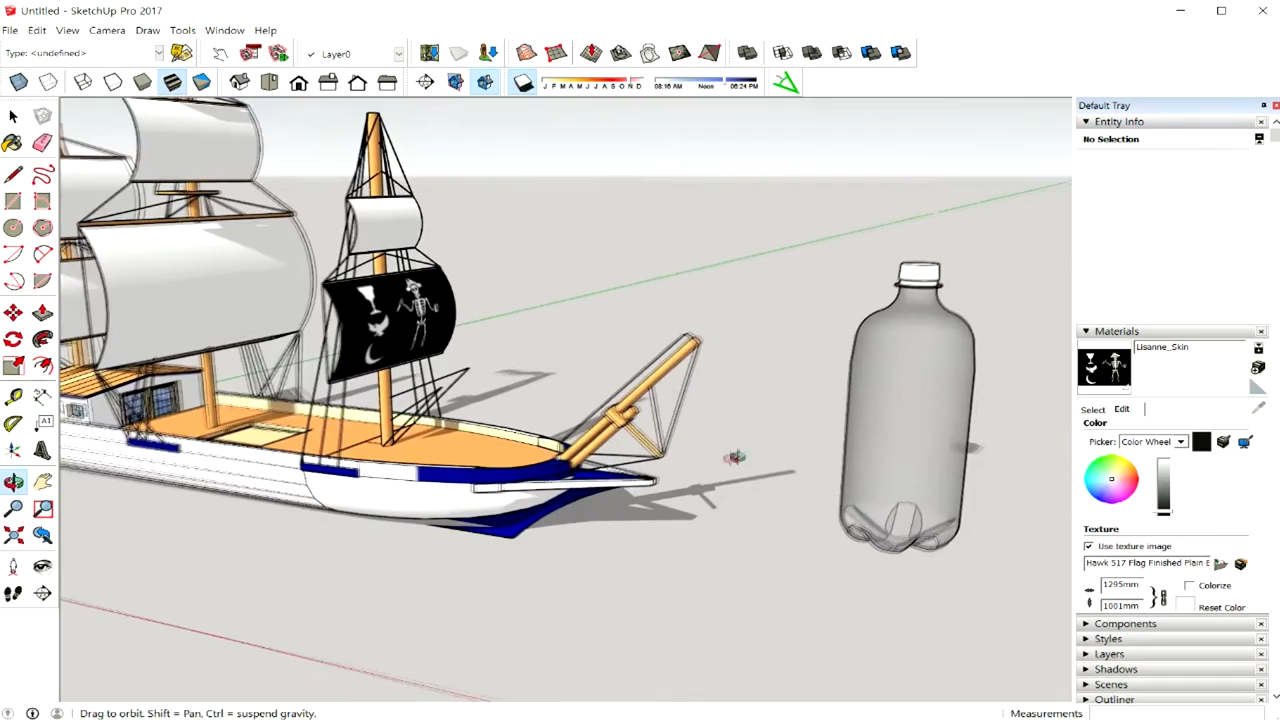 Untitled - SketchUp Pro 2017
File Edit View Camera Draw Tools Window Help
Type: <undefined>
Layer0
J F M A M J J A S O N D
08:16 AM Noon 06:24 PM
Default Tray
Entity Info
No Selection
A1
Materials
Lisanne_Skin
Select Edit
Color
Picker: Color Wheel
Texture
Use texture image
Hawk 517 Flag Finished Plain E
1295mm
Colorize
1001mm
Reset Color
Components
Styles
Layers
Shadows
Scenes
Outliner
Drag to orbit. Shift = Pan, Ctrl = suspend gravity.
Measurements